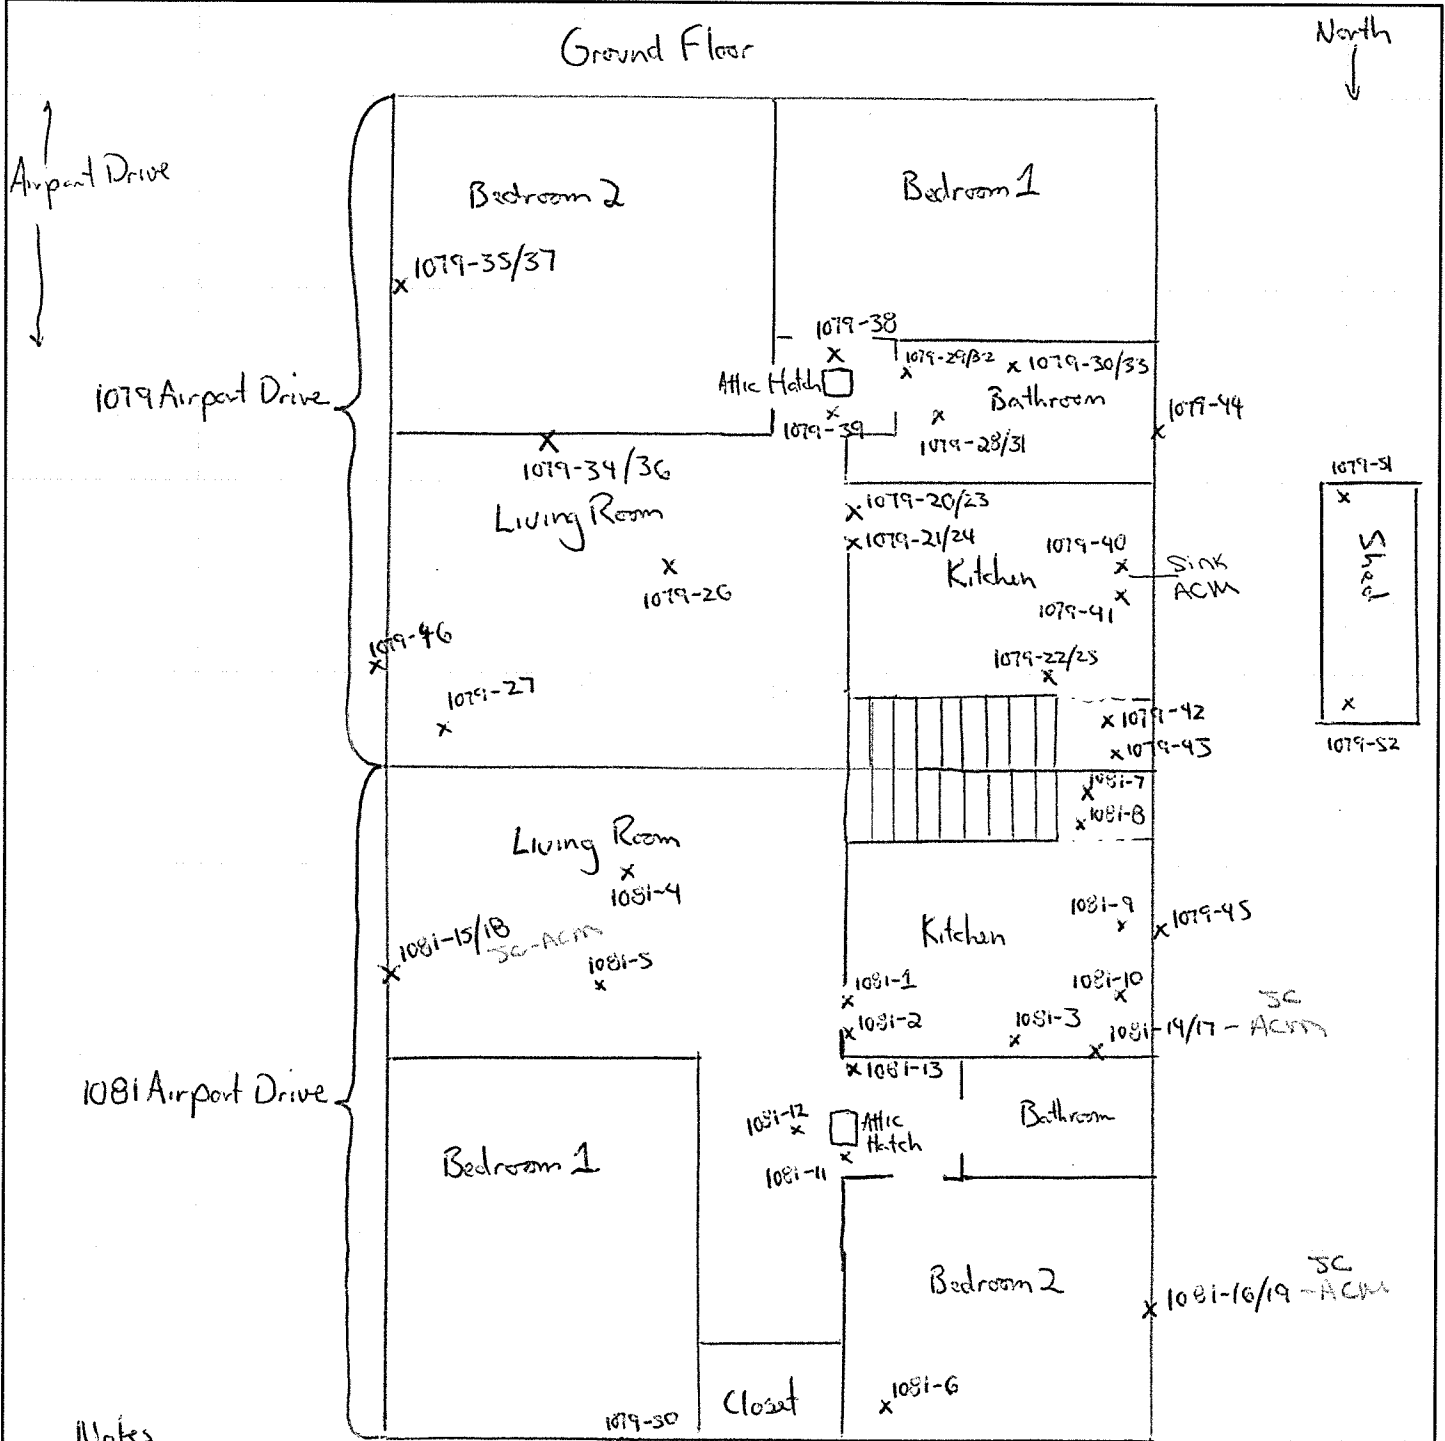 Ground Floor
North
Airport Drive
Bedroom 2
Bedroom 1
1079-35/37
1079-38
1079-29/32
1079-30/33
Attic Hatch
Bathroom
1079 Airport Drive
1079-39
1079-28/31
1079-44
1079-34/36
Living Room
1079-20/23
1079-21/24
1079-51
Shed
1079-40
Kitchen
Sink
ACM
1079-26
1079-41
1079-46
1079-22/25
1079-27
1079-42
1079-43
1079-52
1081-7
1081-8
Living Room
1081-4
1081-9
Kitchen
1079-45
1081-15/18
JC-ACM
1081-5
1081-1
1081-10
1081-2
1081-3
1081-14/17 - JC
ACM
1081-13
1081 Airport Drive
1081-12
Attic
Hatch
Bathroom
1081-11
Bedroom 1
Bedroom 2
JC
1081-16/19 - ACM
1081-6
Closet
1079-50
Notes